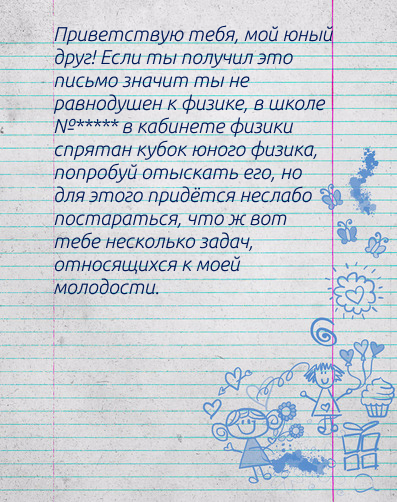 Приветствую тебя, мой юный
друг! Если ты получил это
письмо значит ты не
равнодушен к физике, в школе
№***** в кабинете физики
спрятан кубок юного физика,
попробуй отыскать его, но
для этого придётся неслабо
постараться, что ж вот
тебе несколько задач,
относящихся к моей
молодости.